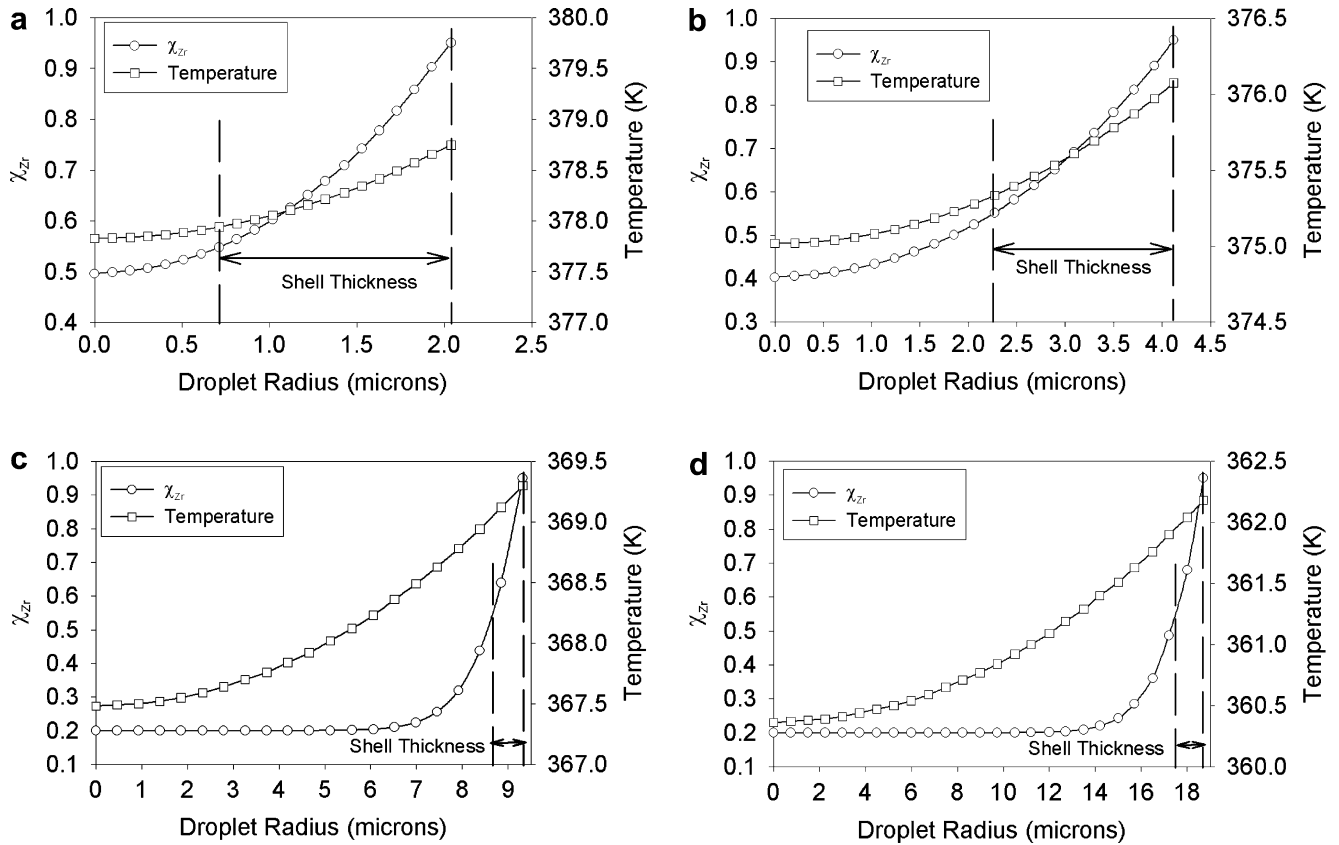 a
1.0
0.9
0.8
0.7
0.6
0.5
0.4
χZr
χZr
Temperature
Shell Thickness
380.0
379.5
379.0
378.5
378.0
377.5
377.0
Temperature (K)
0.0 0.5 1.0 1.5 2.0 2.5
Droplet Radius (microns)
b
1.0
0.9
0.8
0.7
0.6
0.5
0.4
0.3
χZr
χZr
Temperature
Shell Thickness
376.5
376.0
375.5
375.0
374.5
Temperature (K)
0.0 0.5 1.0 1.5 2.0 2.5 3.0 3.5 4.0 4.5
Droplet Radius (microns)
c
1.0
0.9
0.8
0.7
0.6
0.5
0.4
0.3
0.2
0.1
χZr
χZr
Temperature
Shell Thickness
369.5
369.0
368.5
368.0
367.5
367.0
Temperature (K)
0 1 2 3 4 5 6 7 8 9
Droplet Radius (microns)
d
1.0
0.9
0.8
0.7
0.6
0.5
0.4
0.3
0.2
0.1
χZr
χZr
Temperature
Shell Thickness
362.5
362.0
361.5
361.0
360.5
360.0
Temperature (K)
0 2 4 6 8 10 12 14 16 18
Droplet Radius (microns)